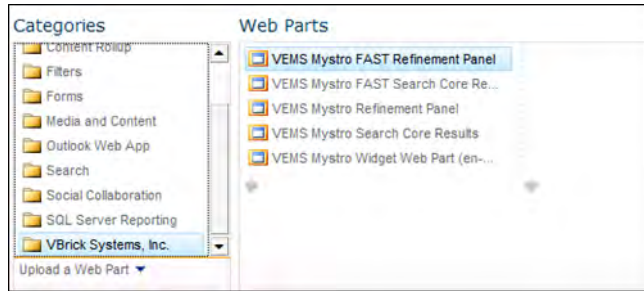 Categories
Content Rollup
Filters
Forms
Media and Content
Outlook Web App
Search
Social Collaboration
SQL Server Reporting
VBrick Systems, Inc.
Upload a Web Part
Web Parts
VEMS Mystro FAST Refinement Panel
VEMS Mystro FAST Search Core Re...
VEMS Mystro Refinement Panel
VEMS Mystro Search Core Results
VEMS Mystro Widget Web Part (en-...